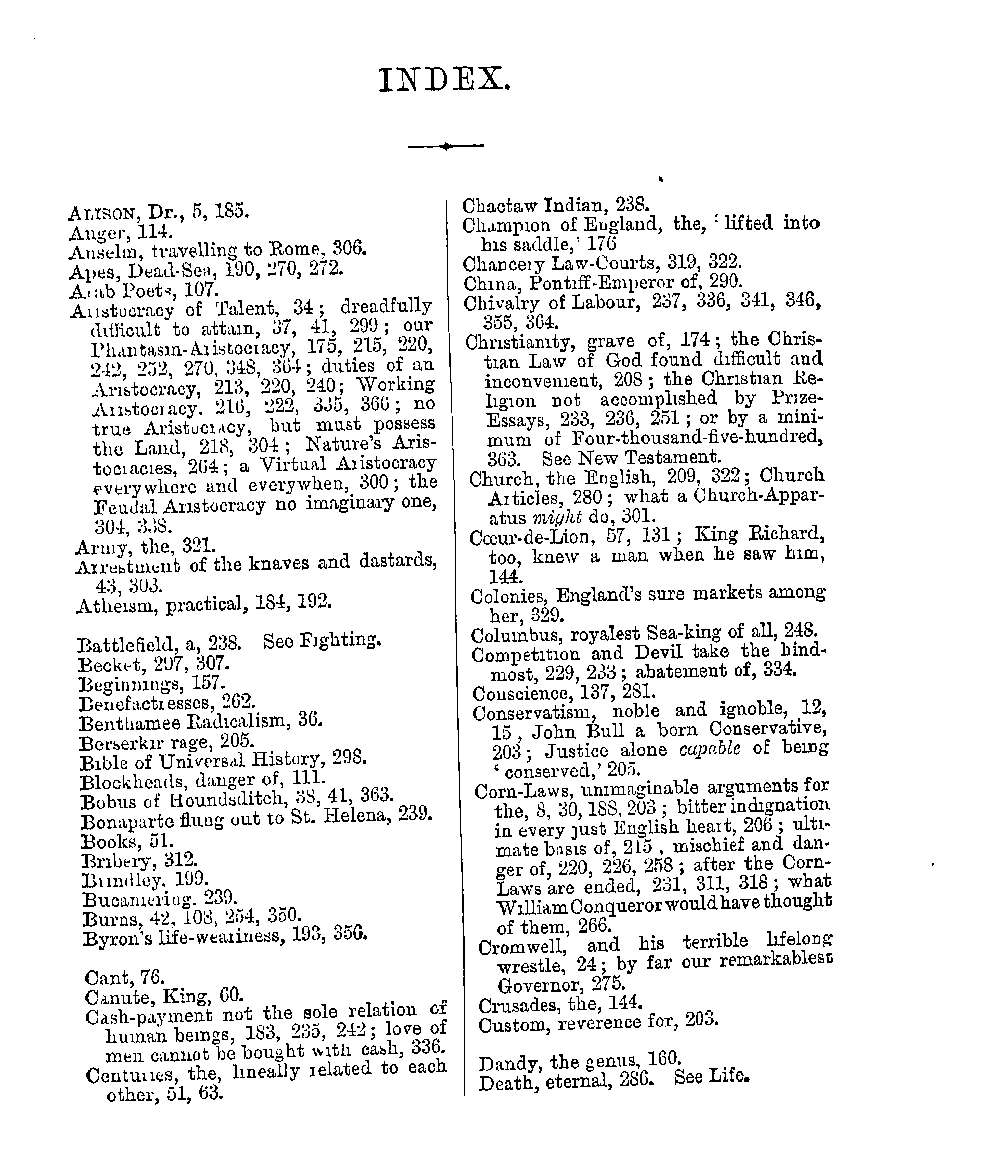 INDEX.
ALISON, Dr., 5, 185.
Anger, 114.
Anselm, travelling to Rome, 306.
Apes, Dead-Sea, 190, 270, 272.
Arab Poets, 107.
Aristocracy of Talent, 34; dreadfully
difficult to attain, 37, 41, 299; our
Phantasm-Aristocracy, 175, 215, 220,
242, 252, 270, 348, 364; duties of an
Aristocracy, 213, 220, 240; Working
Aristocracy, 216, 222, 335, 366; no
true Aristocracy, but must possess
the Land, 218, 304; Nature's Aris-
tocracies, 264; a Virtual Aristocracy
everywhere and everywhen, 300; the
Feudal Aristocracy no imaginary one,
304, 338.
Army, the, 321.
Arrestment of the knaves and dastards,
43, 303.
Atheism, practical, 184, 192.
Battlefield, a, 238. See Fighting.
Becket, 297, 307.
Beginnings, 157.
Benefactresses, 262.
Benthamee Radicalism, 36.
Berserkir rage, 205.
Bible of Universal History, 298.
Blockheads, danger of, 111.
Bobus of Houndsditch, 38, 41, 363.
Bonaparte flung out to St. Helena, 239.
Books, 51.
Bribery, 312.
Brindley, 199.
Bucaniering, 239.
Burns, 42, 108, 254, 350.
Byron's life-weariness, 193, 356.
Cant, 76.
Canute, King, 60.
Cash-payment not the sole relation of
human beings, 183, 235, 242; love of
men cannot be bought with cash, 336.
Centuries, the, lineally related to each
other, 51, 63.
Chactaw Indian, 238.
Champion of England, the, 'lifted into
his saddle,' 176
Chancery Law-Courts, 319, 322.
China, Pontiff-Emperor of, 290.
Chivalry of Labour, 237, 336, 341, 346,
355, 364.
Christianity, grave of, 174; the Chris-
tian Law of God found difficult and
inconvenient, 208; the Christian Re-
ligion not accomplished by Prize-
Essays, 233, 236, 251; or by a mini-
mum of Four-thousand-five-hundred,
363. See New Testament.
Church, the English, 209, 322; Church
Articles, 280; what a Church-Appar-
atus might do, 301.
Cœur-de-Lion, 57, 131; King Richard,
too, knew a man when he saw him,
144.
Colonies, England's sure markets among
her, 329.
Columbus, royalest Sea-king of all, 248.
Competition and Devil take the hind-
most, 229, 233; abatement of, 334.
Conscience, 137, 281.
Conservatism, noble and ignoble, 12,
15, John Bull a born Conservative,
203; Justice alone capable of being
'conserved,' 205.
Corn-Laws, unimaginable arguments for
the, 8, 30, 188, 203; bitter indignation
in every just English heart, 206; ulti-
mate basis of, 215, mischief and dan-
ger of, 220, 226, 258; after the Corn-
Laws are ended, 231, 311, 318; what
William Conqueror would have thought
of them, 266.
Cromwell, and his terrible lifelong
wrestle, 24; by far our remarkablest
Governor, 275.
Crusades, the, 144.
Custom, reverence for, 203.
Dandy, the genus, 160.
Death, eternal, 286. See Life.